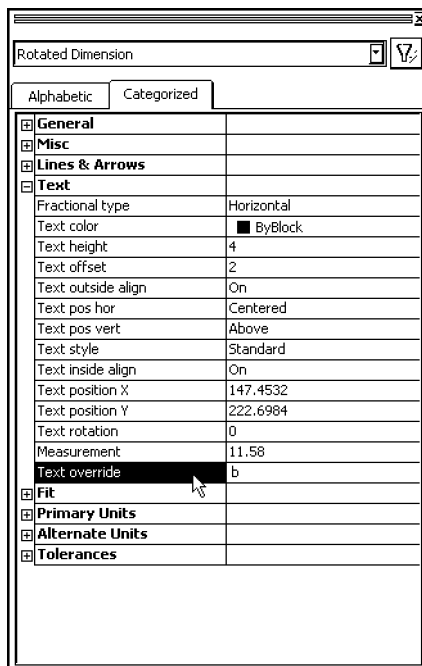 Rotated Dimension
Alphabetic Categorized
General
Misc
Lines & Arrows
Text
Fractional type Horizontal
Text color ByBlock
Text height 4
Text offset 2
Text outside align On
Text pos hor Centered
Text pos vert Above
Text style Standard
Text inside align On
Text position X 147.4532
Text position Y 222.6984
Text rotation 0
Measurement 11.58
Text override b
Fit
Primary Units
Alternate Units
Tolerances